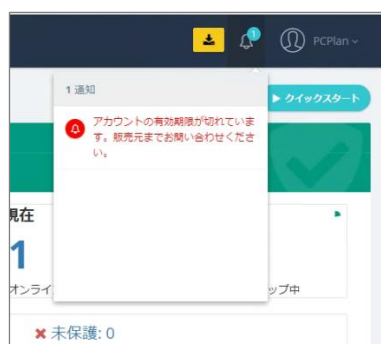 1
PCPlan
1 通知
クイックスタート
アカウントの有効期限が切れていま
す。販売元までお問い合わせくださ
い。
現在
1
オンライ
ップ中
未保護: 0